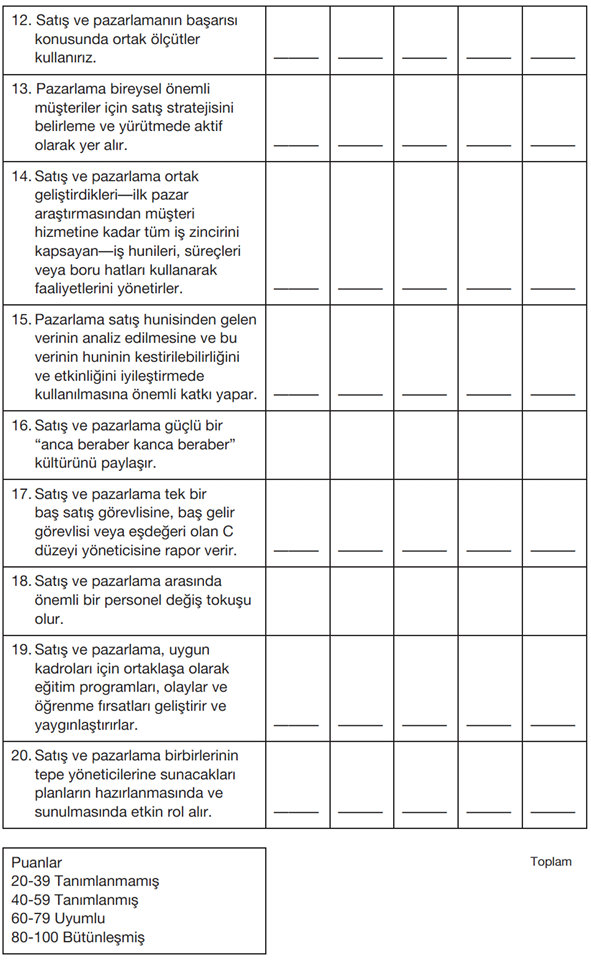 12. Satış ve pazarlamanın başarısı
konusunda ortak ölçütler
kullanırız.
13. Pazarlama bireysel önemli
müşteriler için satış stratejisini
belirleme ve yürütmede aktif
olarak yer alır.
14. Satış ve pazarlama ortak
geliştirdikleri—ilk pazar
araştırmasından müşteri
hizmetine kadar tüm iş zincirini
kapsayan—iş hunileri, süreçleri
veya boru hatları kullanarak
faaliyetlerini yönetirler.
15. Pazarlama satış hunisinden gelen
verinin analiz edilmesine ve bu
verinin huninin kestirilebilirliğini
ve etkinliğini iyileştirmede
kullanılmasına önemli katkı yapar.
16. Satış ve pazarlama güçlü bir
“anca beraber kanca beraber”
kültürünü paylaşır.
17. Satış ve pazarlama tek bir
baş satış görevlisine, baş gelir
görevlisi veya eşdeğeri olan C
düzeyi yöneticisine rapor verir.
18. Satış ve pazarlama arasında
önemli bir personel değiş tokuşu
olur.
19. Satış ve pazarlama, uygun
kadroları için ortaklaşa olarak
eğitim programları, olaylar ve
öğrenme fırsatları geliştirir ve
yaygınlaştırırlar.
20. Satış ve pazarlama birbirlerinin
tepe yöneticilerine sunacakları
planların hazırlanmasında ve
sunulmasında etkin rol alır.
Puanlar
20-39 Tanımlanmamış
40-59 Tanımlanmış
60-79 Uyumlu
80-100 Bütünleşmiş
Toplam